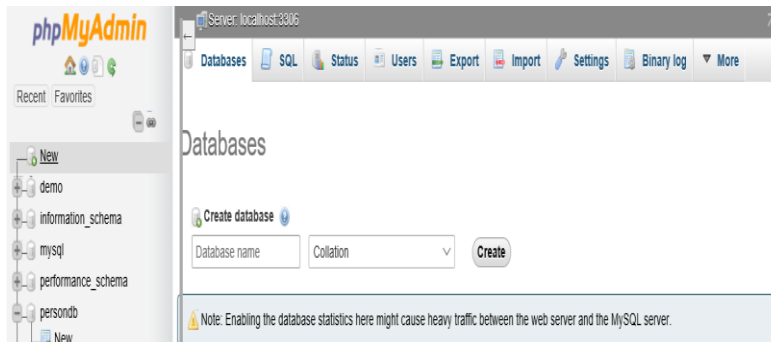 phpMyAdmin
Recent Favorites
New
demo
information_schema
mysql
performance_schema
persondb
New
Server: localhost:3306
Databases SQL Status Users Export Import Settings Binary log More
Databases
Create database
Database name Collation Create
Note: Enabling the database statistics here might cause heavy traffic between the web server and the MySQL server.